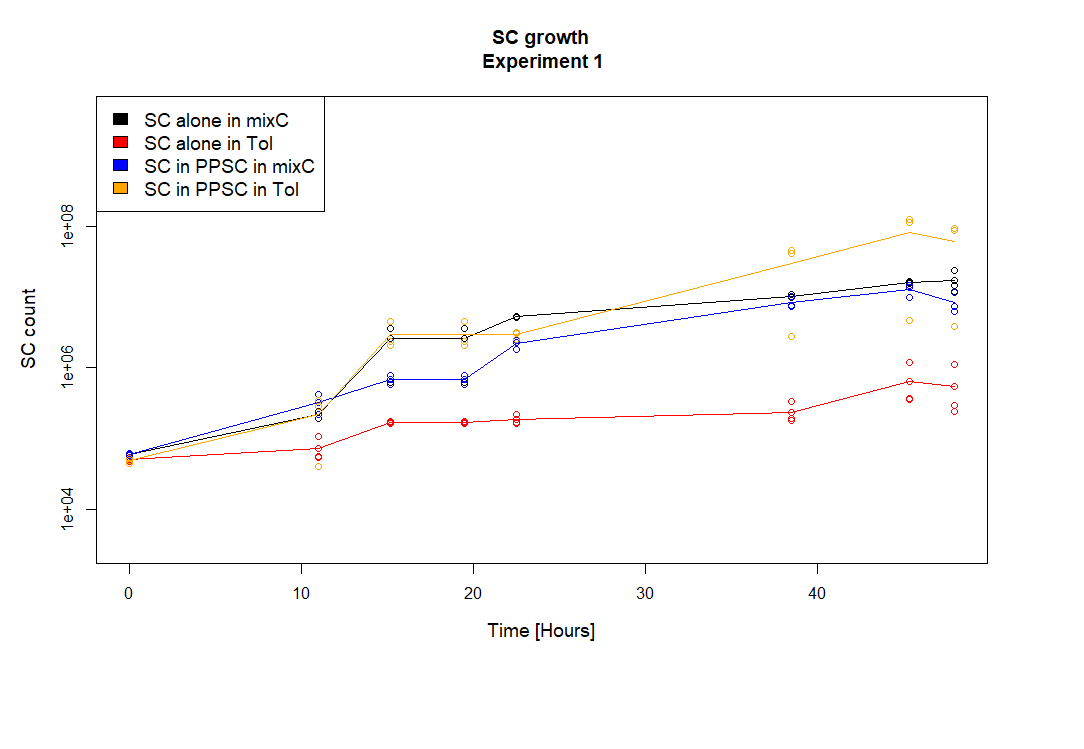 SC growth
Experiment 1
SC alone in mixC
SC alone in Tol
SC in PPSC in mixC
SC in PPSC in Tol
1e+08
1e+06
1e+04
SC count
0 10 20 30 40
Time [Hours]